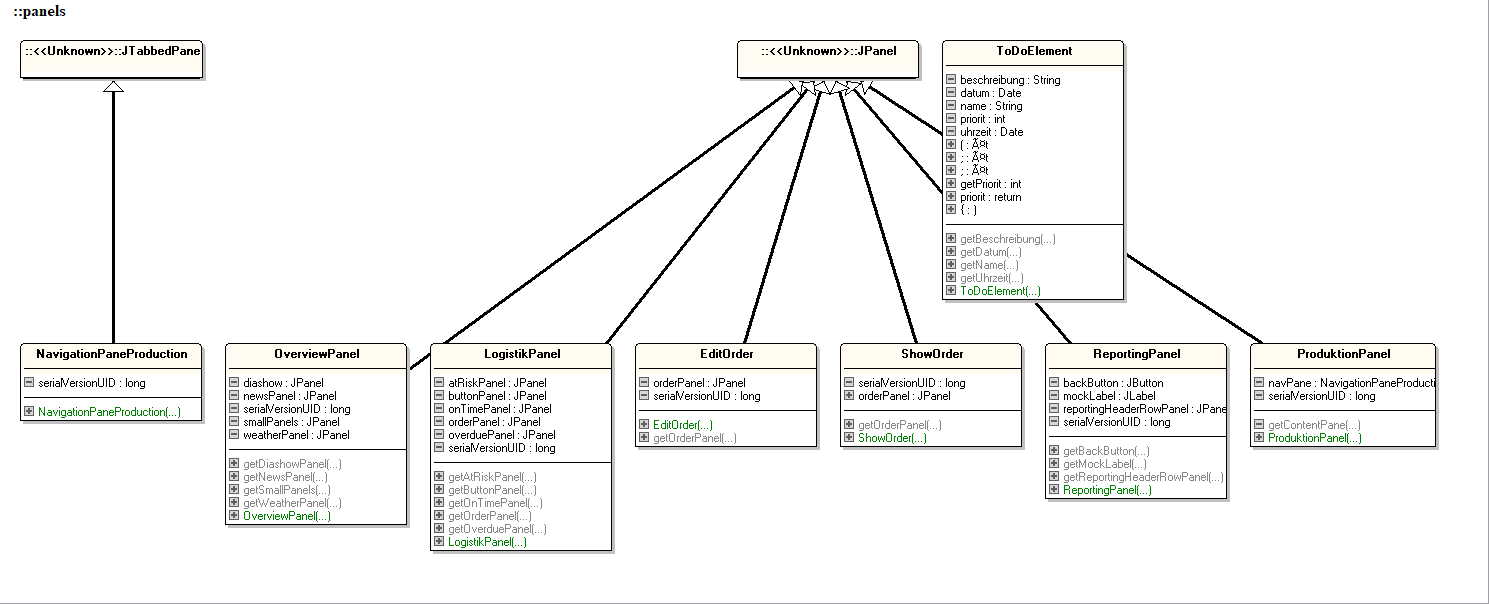 ::panels
::<<Unknown>>::JTabbedPane
::<<Unknown>>::JPanel
ToDoElement
beschreibung : String
datum : Date
name : String
priorit : int
uhrzeit : Date
( : Ã¤t
; : Ã¤t
; : Ã¤t
getPriorit : int
priorit : return
{ : )
getBeschreibung(...)
getDatum(...)
getName(...)
getUhrzeit(...)
ToDoElement(...)
NavigationPaneProduction
serialVersionUID : long
NavigationPaneProduction(...)
OverviewPanel
diashow : JPanel
newsPanel : JPanel
serialVersionUID : long
smallPanels : JPanel
weatherPanel : JPanel
getDiashowPanel(...)
getNewsPanel(...)
getSmallPanels(...)
getWeatherPanel(...)
OverviewPanel(...)
LogistikPanel
atRiskPanel : JPanel
buttonPanel : JPanel
onTimePanel : JPanel
orderPanel : JPanel
overduePanel : JPanel
serialVersionUID : long
getAtRiskPanel(...)
getButtonPanel(...)
getOnTimePanel(...)
getOrderPanel(...)
getOverduePanel(...)
LogistikPanel(...)
EditOrder
orderPanel : JPanel
serialVersionUID : long
EditOrder(...)
getOrderPanel(...)
ShowOrder
serialVersionUID : long
orderPanel : JPanel
getOrderPanel(...)
ShowOrder(...)
ReportingPanel
backButton : JButton
mockLabel : JLabel
reportingHeaderRowPanel : JPane
serialVersionUID : long
getBackButton(...)
getMockLabel(...)
getReportingHeaderRowPanel(...)
ReportingPanel(...)
ProduktionPanel
navPane : NavigationPaneProducti
serialVersionUID : long
getContentPane(...)
ProduktionPanel(...)